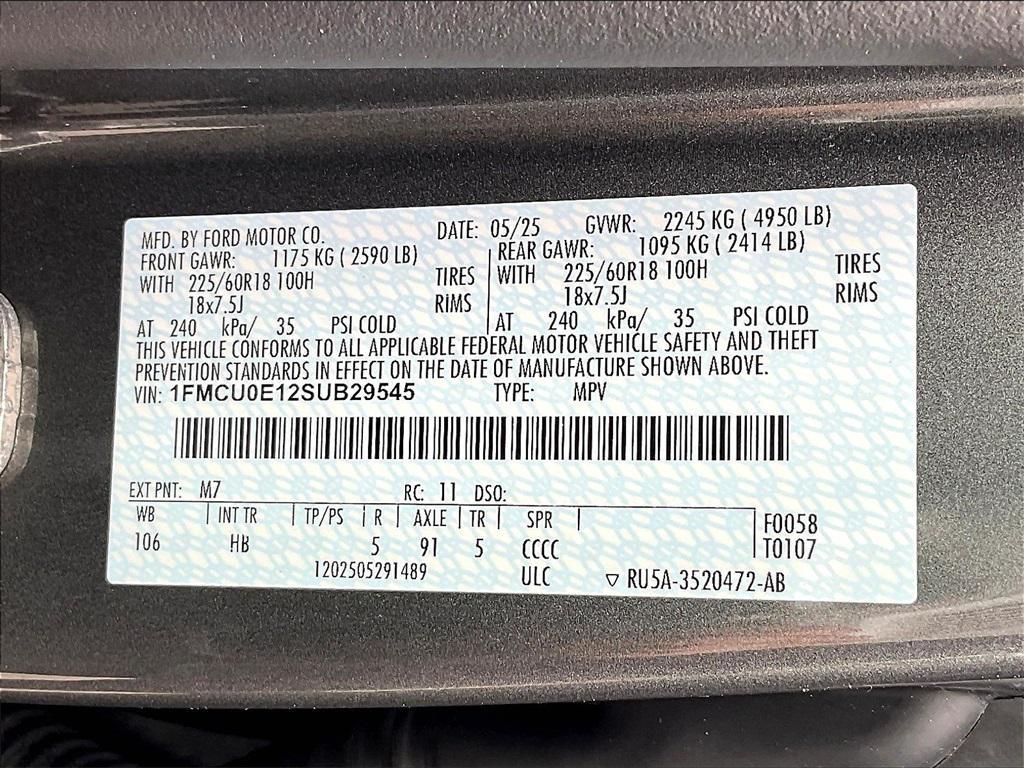 MFD. BY FORD MOTOR CO. DATE: 05/25 GVWR: 2245 KG ( 4950 LB)
FRONT GAWR: 1175 KG ( 2590 LB) REAR GAWR: 1095 KG ( 2414 LB)
WITH 225/60R18 100H TIRES WITH 225/60R18 100H TIRES
18x7.5J RIMS 18x7.5J RIMS
AT 240 kPa/ 35 PSI COLD AT 240 kPa/ 35 PSI COLD
THIS VEHICLE CONFORMS TO ALL APPLICABLE FEDERAL MOTOR VEHICLE SAFETY AND THEFT
PREVENTION STANDARDS IN EFFECT ON THE DATE OF MANUFACTURE SHOWN ABOVE.
VIN: 1FMCU0E12SUB29545 TYPE: MPV
EXT PNT: M7 RC: 11 DSO:
WB INT TR TP/PS R AXLE TR SPR F0058
106 HB 5 91 5 CCCC T0107
1202505291489 ULC ▽ RU5A-3520472-AB